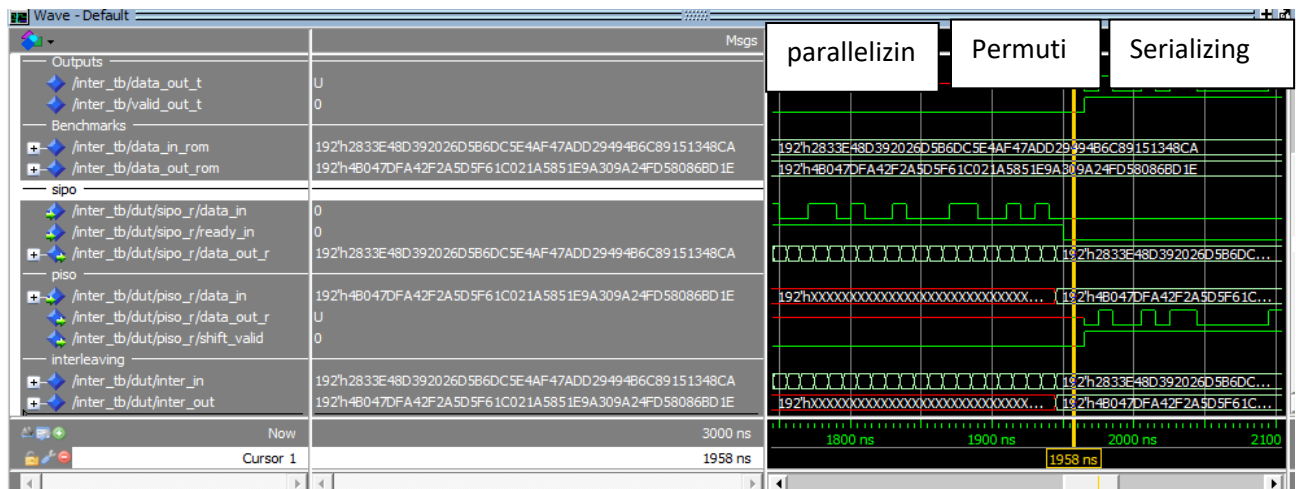 Wave - Default
Msgs
parallelizin Permuti Serializing
Outputs
/inter_tb/data_out_t U
/inter_tb/valid_out_t 0
Benchmarks
/inter_tb/data_in_rom 192'h2833E48D392026D5B6DC5E4AF47ADD29494B6C89151348CA 192'h2833E48D392026D5B6DC5E4AF47ADD29494B6C89151348CA
/inter_tb/data_out_rom 192'h4B047DFA42F2A5D5F61C021A5851E9A309A24FD58086BD1E 192'h4B047DFA42F2A5D5F61C021A5851E9A309A24FD58086BD1E
sipo
/inter_tb/dut/sipo_r/data_in 0
/inter_tb/dut/sipo_r/ready_in 0
/inter_tb/dut/sipo_r/data_out_r 192'h2833E48D392026D5B6DC5E4AF47ADD29494B6C89151348CA 192'h2833E48D392026D5B6DC...
piso
/inter_tb/dut/piso_r/data_in 192'h4B047DFA42F2A5D5F61C021A5851E9A309A24FD58086BD1E 192'hXXXXXXXXXXXXXXXXXXXXXXXXXXXX... 192'h4B047DFA42F2A5D5F61C...
/inter_tb/dut/piso_r/data_out_r U
/inter_tb/dut/piso_r/shift_valid 0
interleaving
/inter_tb/dut/inter_in 192'h2833E48D392026D5B6DC5E4AF47ADD29494B6C89151348CA 192'h2833E48D392026D5B6DC...
/inter_tb/dut/inter_out 192'h4B047DFA42F2A5D5F61C021A5851E9A309A24FD58086BD1E 192'hXXXXXXXXXXXXXXXXXXXXXXXXXXXX... 192'h4B047DFA42F2A5D5F61C...
Now 3000 ns 1800 ns 1900 ns 2000 ns 2100
Cursor 1 1958 ns 1958 ns